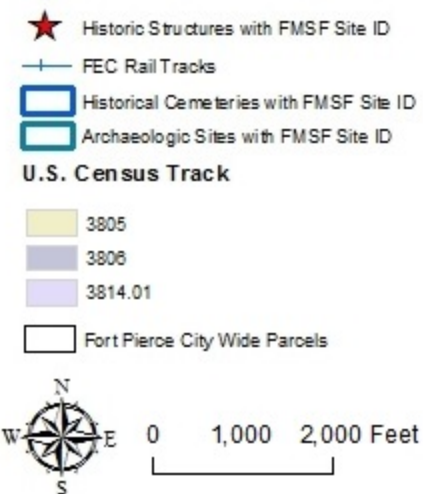 Historic Structures with FMSF Site ID
FEC Rail Tracks
Historical Cemeteries with FMSF Site ID
Archaeologic Sites with FMSF Site ID
U.S. Census Track
3805
3806
3814.01
Fort Pierce City Wide Parcels
N
W E
S
0 1,000 2,000 Feet